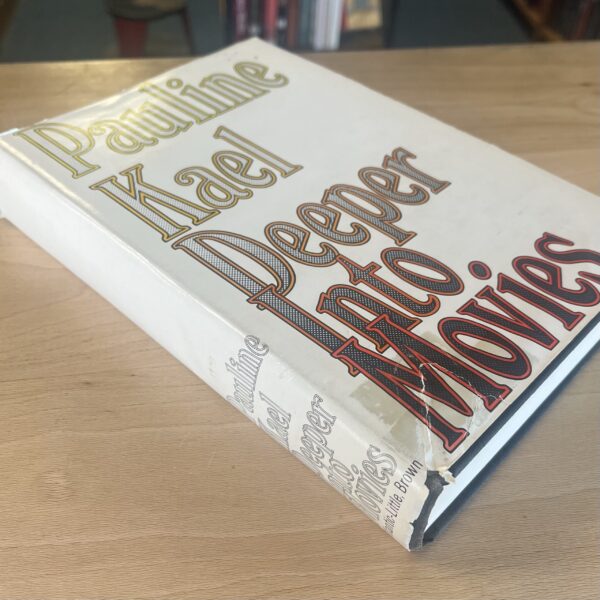 Pauline
Kael
Deeper
Into
Movies
Pauline
Kael
Deeper
Into
Movies
Little, Brown